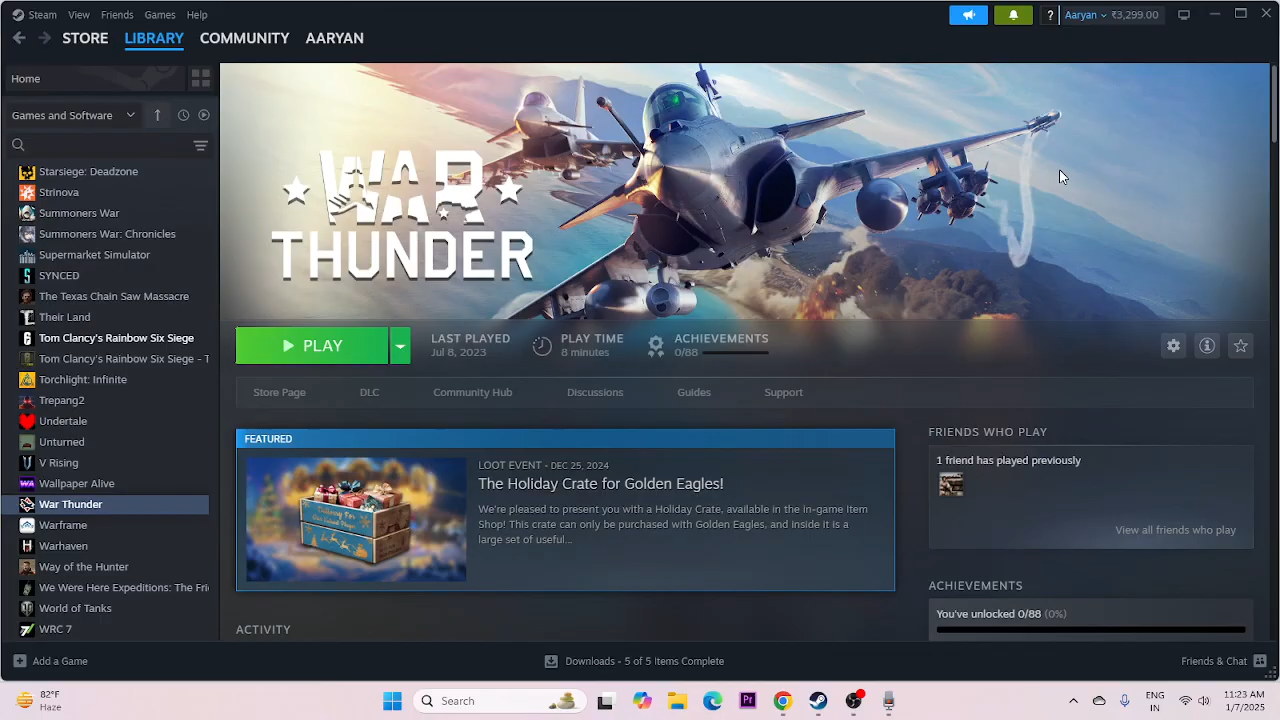 Steam View Friends Games Help
? Aaryan ₹3,299.00
STORE LIBRARY COMMUNITY AARYAN
Home
Games and Software
Starsiege: Deadzone
Strinova
Summoners War
Summoners War: Chronicles
Supermarket Simulator
SYNCED
The Texas Chain Saw Massacre
Their Land
Tom Clancy's Rainbow Six Siege
Tom Clancy's Rainbow Six Siege - T
Torchlight: Infinite
Trepang2
Undertale
Unturned
V Rising
Wallpaper Alive
War Thunder
Warframe
Warhaven
Way of the Hunter
We Were Here Expeditions: The Fri
World of Tanks
WRC 7
WAR
THUNDER
PLAY
LAST PLAYED
Jul 8, 2023
PLAY TIME
8 minutes
ACHIEVEMENTS
0/88
Store Page DLC Community Hub Discussions Guides Support
FEATURED
LOOT EVENT - DEC 25, 2024
The Holiday Crate for Golden Eagles!
We're pleased to present you with a Holiday Crate, available in the in-game Item
Shop! This crate can only be purchased with Golden Eagles, and inside it is a
large set of useful...
ACTIVITY
FRIENDS WHO PLAY
1 friend has played previously
View all friends who play
ACHIEVEMENTS
You've unlocked 0/88 (0%)
Add a Game
Downloads - 5 of 5 Items Complete
Friends & Chat
82°F
Haze
Search
Pr
ENG
IN
11:23 AM
1/7/2025